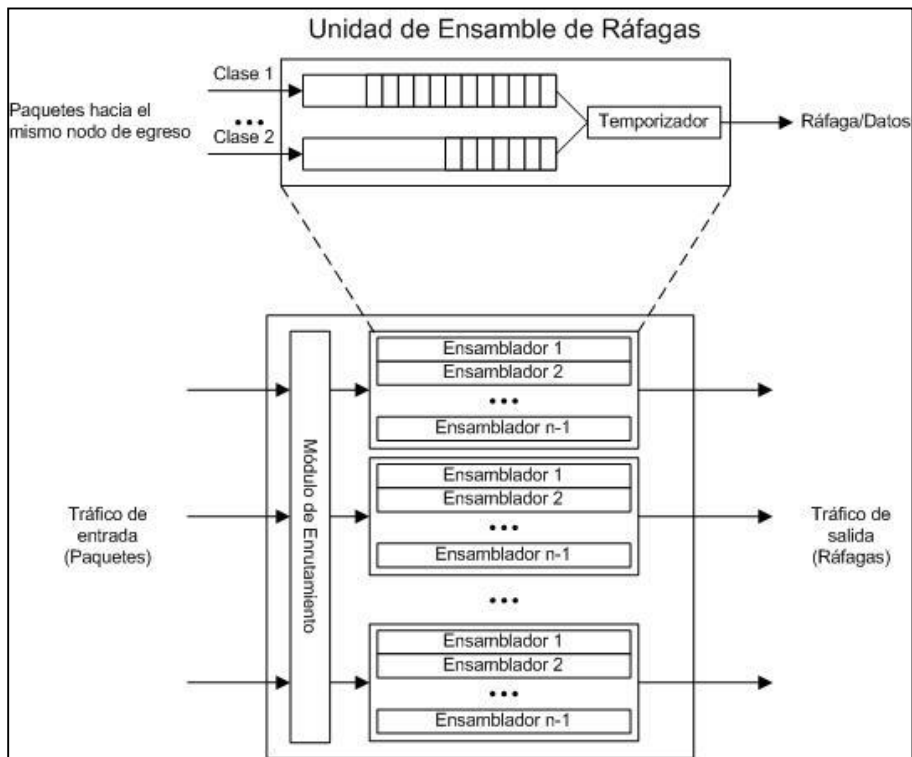 Unidad de Ensamble de Ráfagas
Clase 1
Paquetes hacia el
mismo nodo de egreso
Clase 2
Temporizador
Ráfaga/Datos
Ensamblador 1
Ensamblador 2
Ensamblador n-1
Módulo de Enrutamiento
Ensamblador 1
Ensamblador 2
Ensamblador n-1
Tráfico de
entrada
(Paquetes)
Tráfico de
salida
(Ráfagas)
Ensamblador 1
Ensamblador 2
Ensamblador n-1